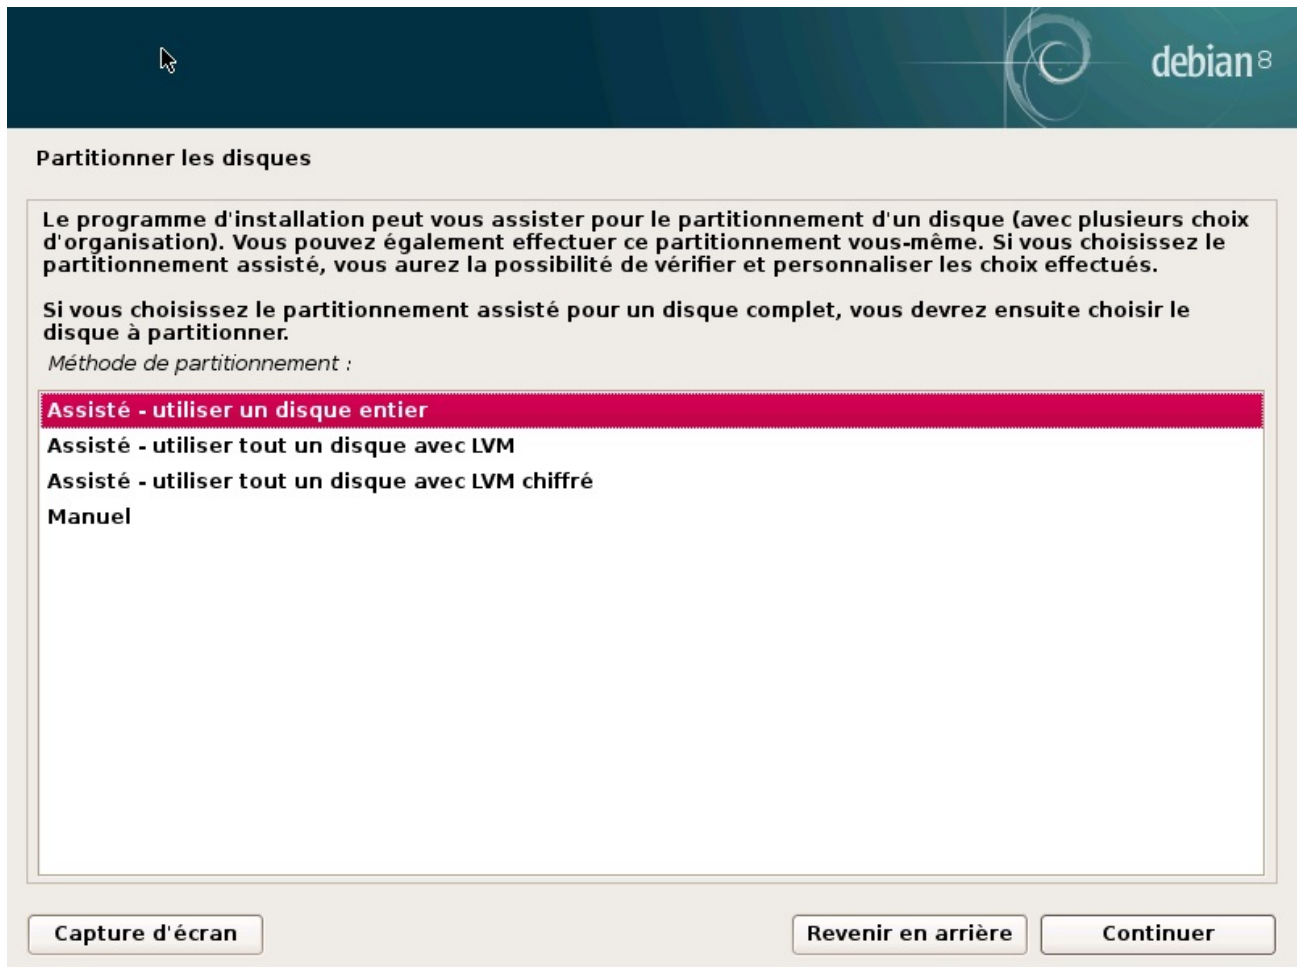 debian 8
Partitionner les disques
Le programme d'installation peut vous assister pour le partitionnement d'un disque (avec plusieurs choix
d'organisation). Vous pouvez également effectuer ce partitionnement vous-même. Si vous choisissez le
partitionnement assisté, vous aurez la possibilité de vérifier et personnaliser les choix effectués.
Si vous choisissez le partitionnement assisté pour un disque complet, vous devrez ensuite choisir le
disque à partitionner.
Méthode de partitionnement :
Assisté - utiliser un disque entier
Assisté - utiliser tout un disque avec LVM
Assisté - utiliser tout un disque avec LVM chiffré
Manuel
Capture d'écran
Revenir en arrière
Continuer